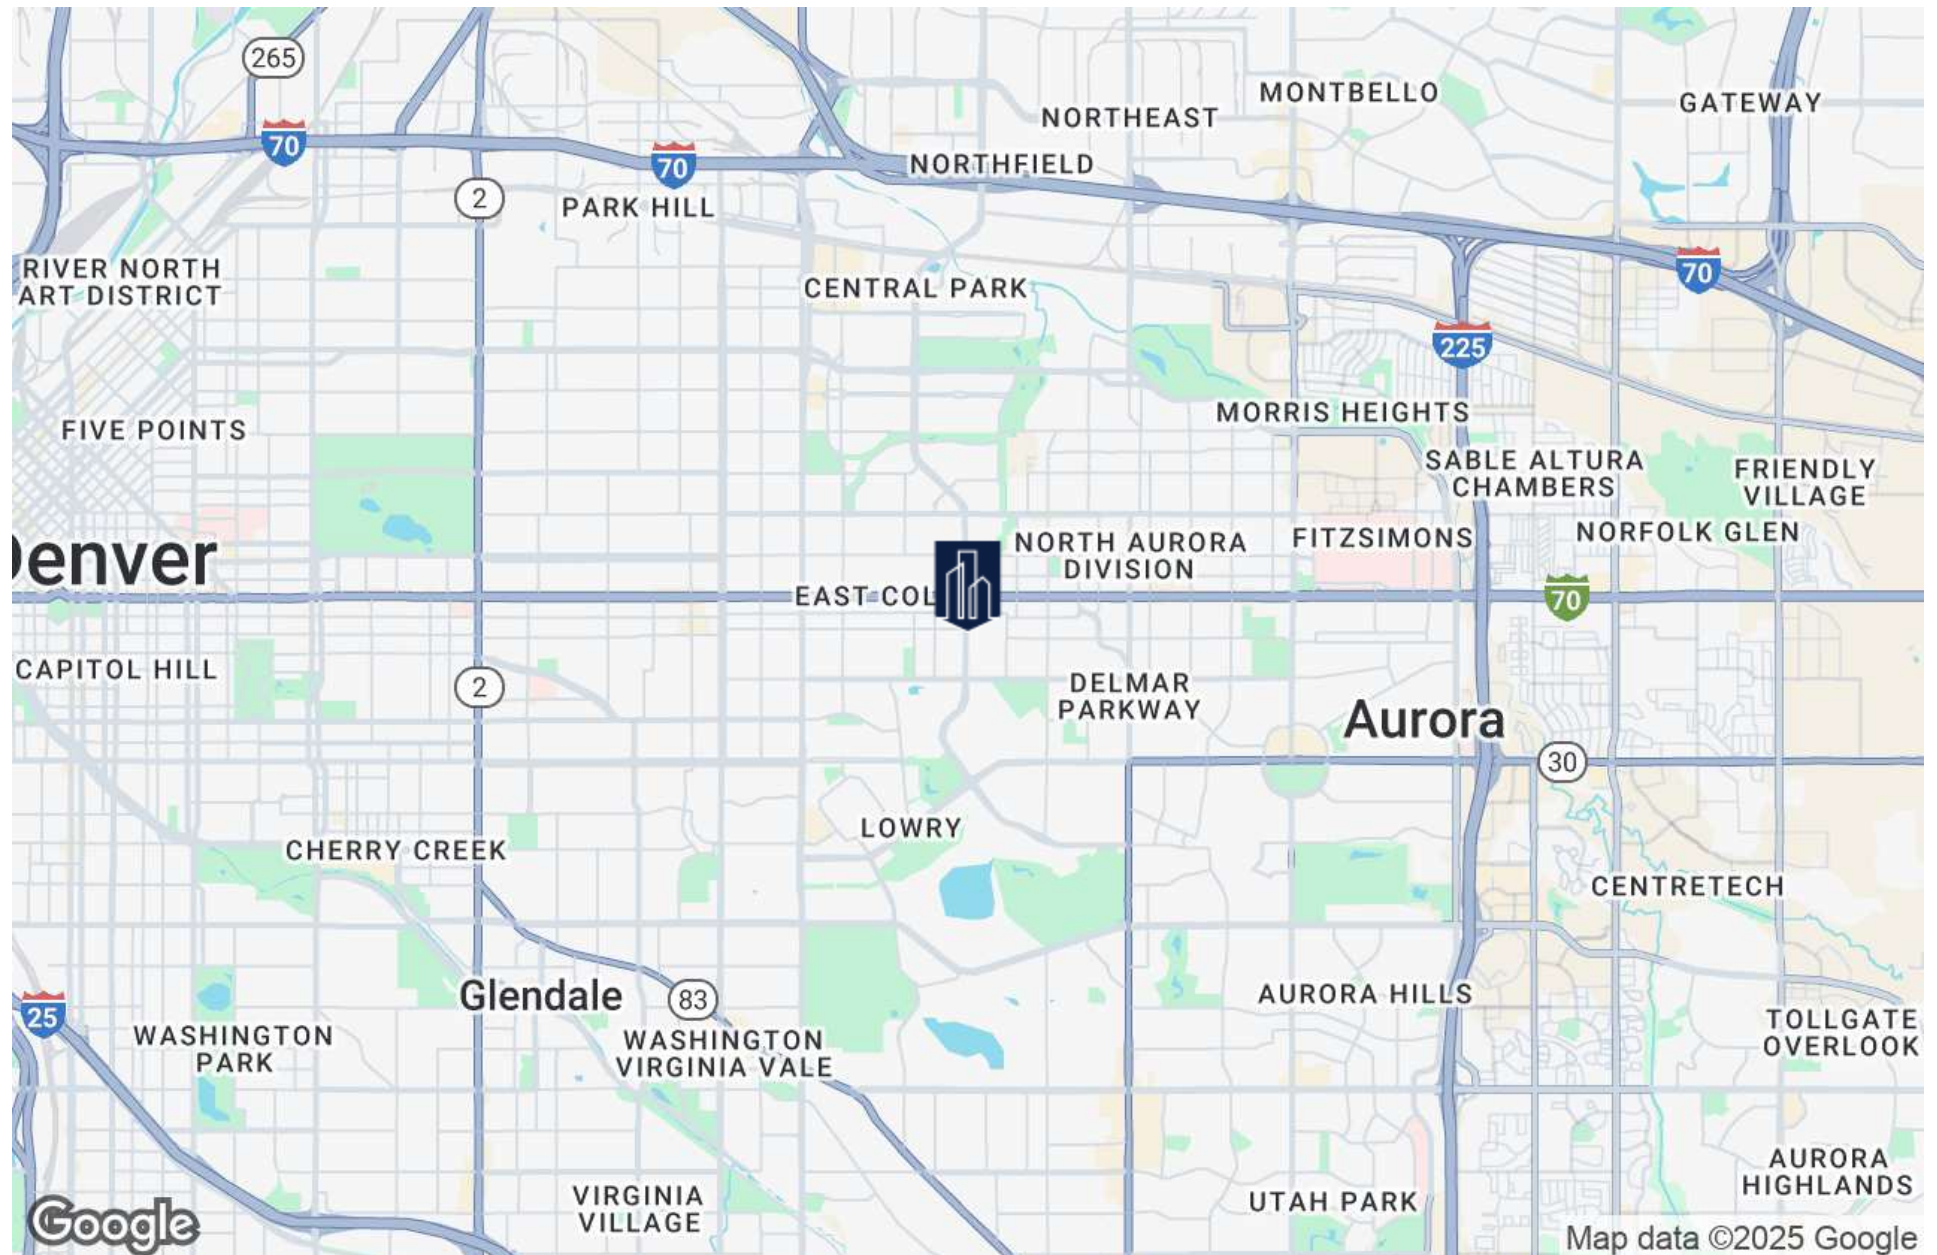 265
MONTBELLO
GATEWAY
NORTHEAST
70
70
NORTHFIELD
2
PARK HILL
RIVER NORTH
ART DISTRICT
70
CENTRAL PARK
225
MORRIS HEIGHTS
FIVE POINTS
SABLE ALTURA
CHAMBERS
FRIENDLY
VILLAGE
Denver
NORTH AURORA
DIVISION
FITZSIMONS
NORFOLK GLEN
EAST COL
70
CAPITOL HILL
2
DELMAR
PARKWAY
Aurora
30
LOWRY
CHERRY CREEK
CENTRETECH
Glendale
83
AURORA HILLS
25
WASHINGTON
PARK
WASHINGTON
VIRGINIA VALE
TOLLGATE
OVERLOOK
AURORA
HIGHLANDS
VIRGINIA
VILLAGE
UTAH PARK
Google
Map data ©2025 Google